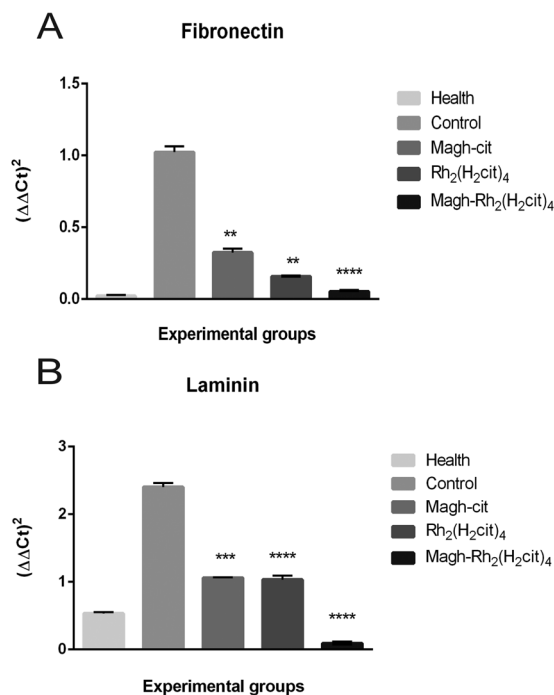 A
Fibronectin
1.5
1.0
0.5
0.0
(ΔΔCt)²
**
**
****
Experimental groups
Health
Control
Magh-cit
Rh₂(H₂cit)₄
Magh-Rh₂(H₂cit)₄
B
Laminin
3
2
1
0
(ΔΔCt)²
***
****
****
Experimental groups
Health
Control
Magh-cit
Rh₂(H₂cit)₄
Magh-Rh₂(H₂cit)₄